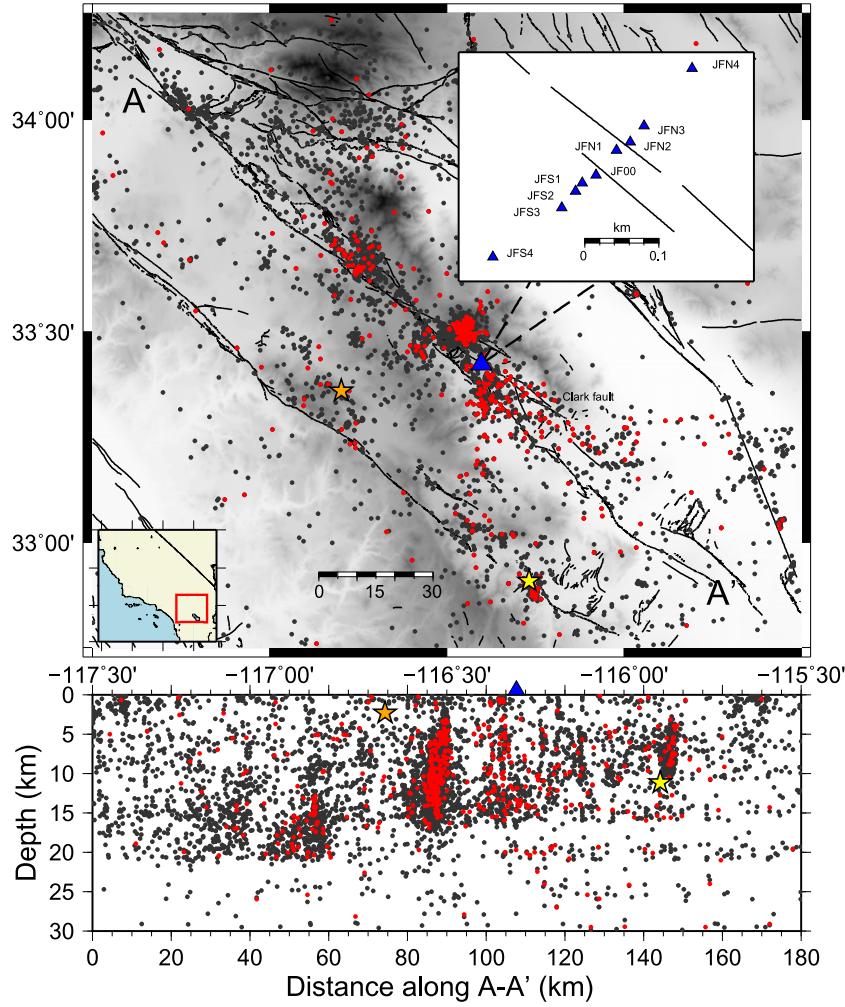 A
34°00'
33°30'
33°00'
JFN4
JFN3
JFN1
JFN2
JFS1
JF00
JFS2
JFS3
km
0 0.1
JFS4
Clark fault
0 15 30
A'
−117°30' −117°00' −116°30' −116°00' −115°30'
0
5
10
15
20
25
30
Depth (km)
0 20 40 60 80 100 120 140 160 180
Distance along A-A' (km)